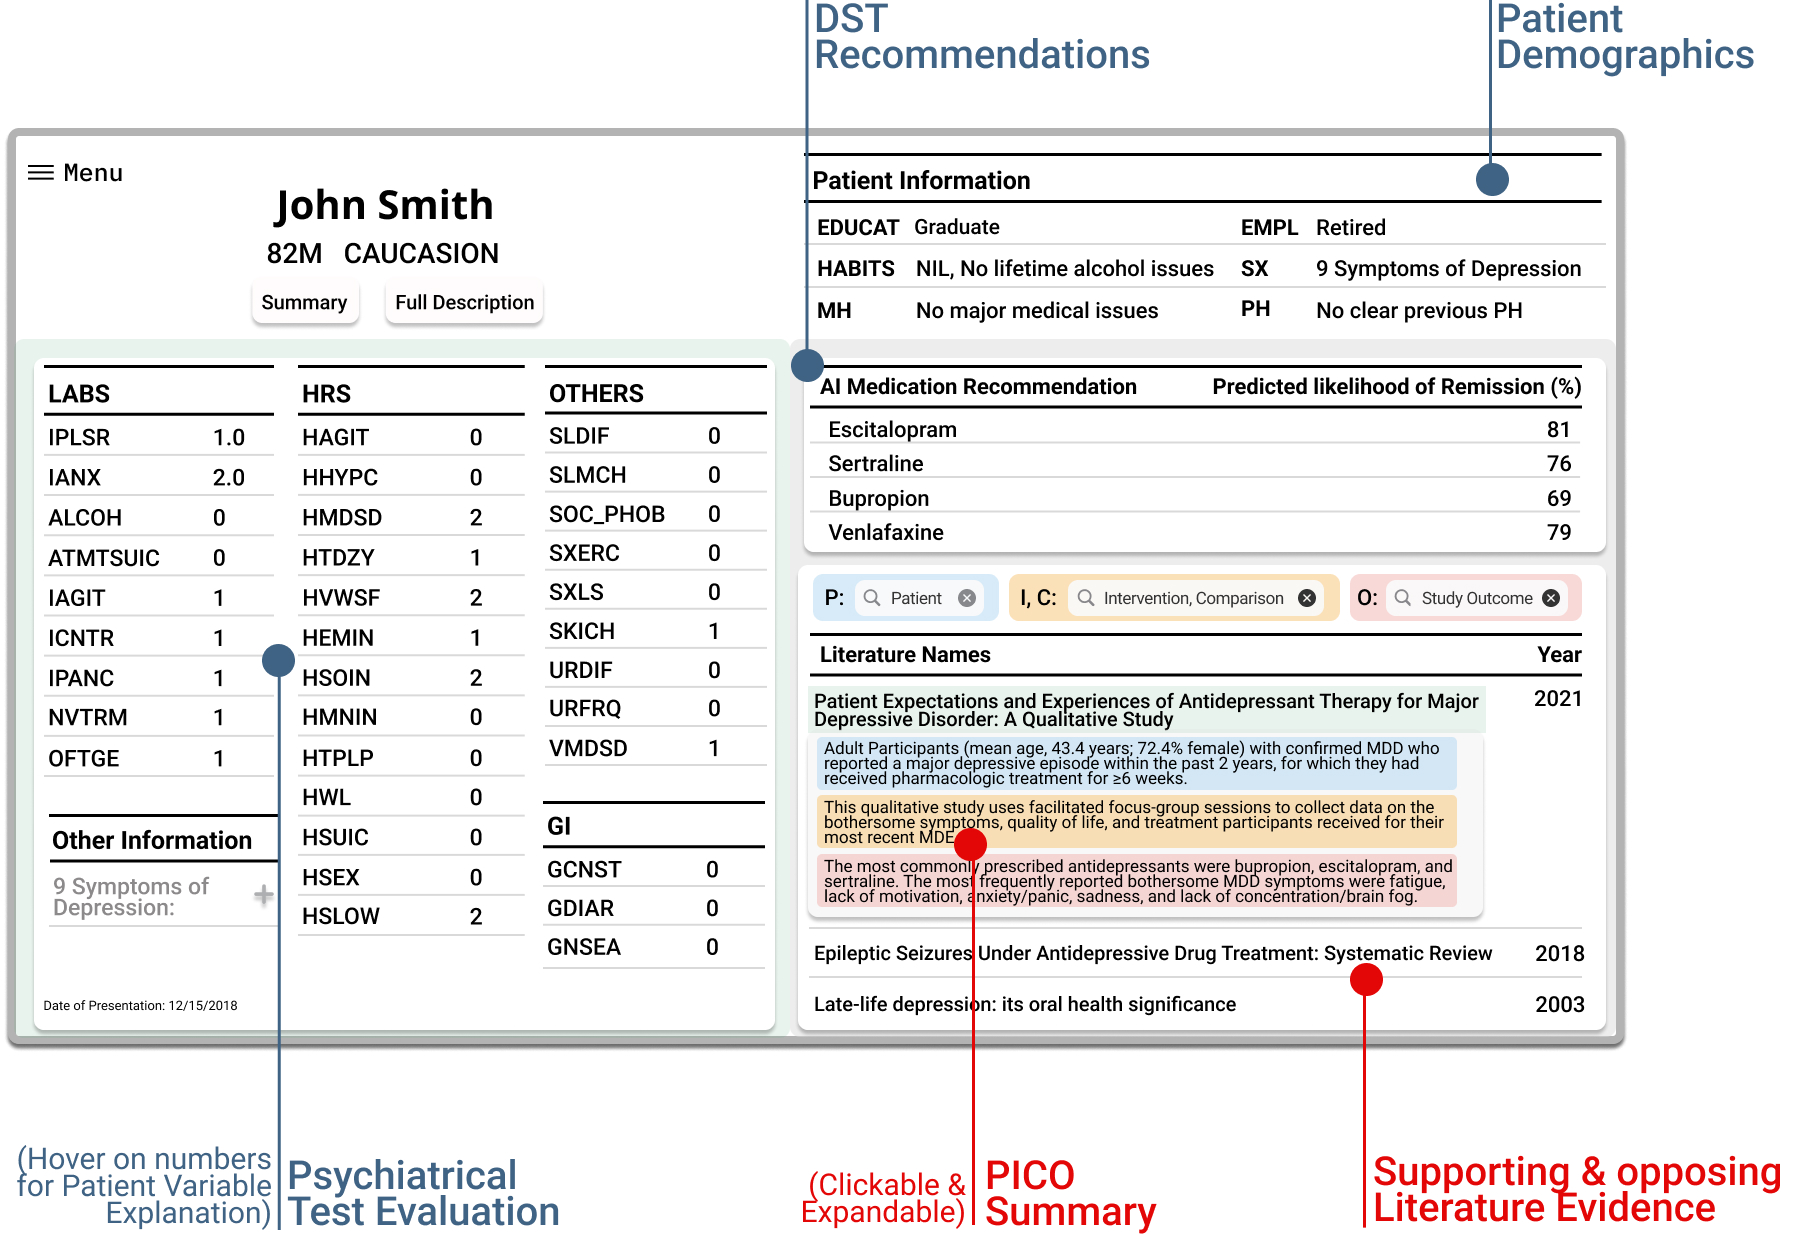 DST
Recommendations
Patient
Demographics
Menu
John Smith
82M CAUCASION
Summary Full Description
Patient Information
EDUCAT Graduate EMPL Retired
HABITS NIL, No lifetime alcohol issues SX 9 Symptoms of Depression
MH No major medical issues PH No clear previous PH
LABS
IPLSR 1.0
IANX 2.0
ALCOH 0
ATMTSUIC 0
IAGIT 1
ICNTR 1
IPANC 1
NVTRM 1
OFTGE 1
Other Information
9 Symptoms of
Depression:
Date of Presentation: 12/15/2018
HRS
HAGIT 0
HHYPC 0
HMDSD 2
HTDZY 1
HVWSF 2
HEMIN 1
HSOIN 2
HMNIN 0
HTPLP 0
HWL 0
HSUIC 0
HSEX 0
HSLOW 2
OTHERS
SLDIF 0
SLMCH 0
SOC_PHOB 0
SXERC 0
SXLS 0
SKICH 1
URDIF 0
URFRQ 0
VMDSD 1
GI
GCNST 0
GDIAR 0
GNSEA 0
AI Medication Recommendation Predicted likelihood of Remission (%)
Escitalopram 81
Sertraline 76
Bupropion 69
Venlafaxine 79
P: Patient I, C: Intervention, Comparison O: Study Outcome
Literature Names Year
Patient Expectations and Experiences of Antidepressant Therapy for Major 2021
Depressive Disorder: A Qualitative Study
Adult Participants (mean age, 43.4 years; 72.4% female) with confirmed MDD who
reported a major depressive episode within the past 2 years, for which they had
received pharmacologic treatment for ≥6 weeks.
This qualitative study uses facilitated focus-group sessions to collect data on the
bothersome symptoms, quality of life, and treatment participants received for their
most recent MDE
The most commonly prescribed antidepressants were bupropion, escitalopram, and
sertraline. The most frequently reported bothersome MDD symptoms were fatigue,
lack of motivation, anxiety/panic, sadness, and lack of concentration/brain fog.
Epileptic Seizures Under Antidepressive Drug Treatment: Systematic Review 2018
Late-life depression: its oral health significance 2003
(Hover on numbers
for Patient Variable
Explanation)
Psychiatrical
Test Evaluation
(Clickable &
Expandable)
PICO
Summary
Supporting & opposing
Literature Evidence